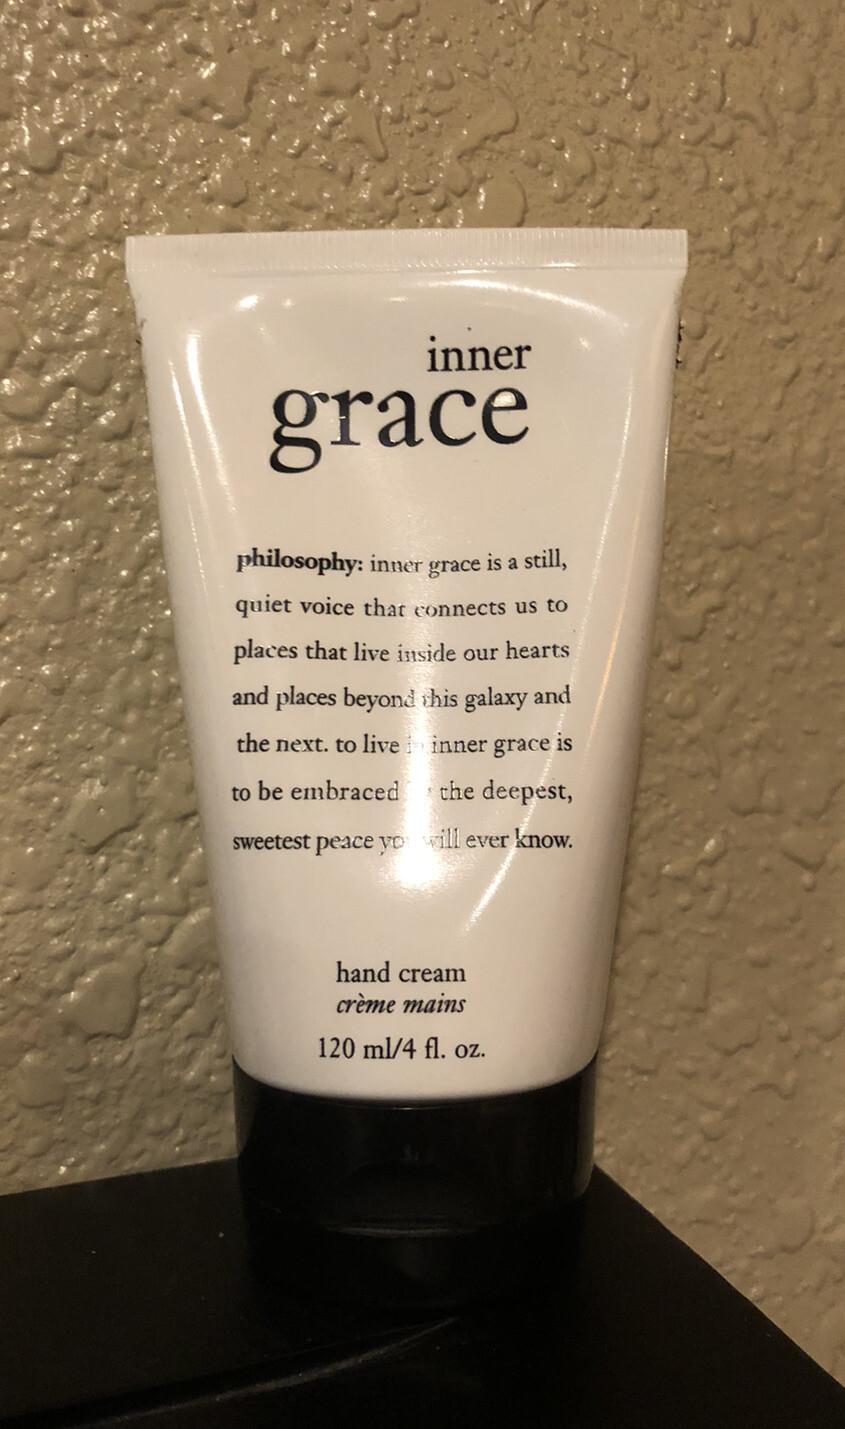 inner
grace
philosophy: inner grace is a still,
quiet voice that connects us to
places that live inside our hearts
and places beyond this galaxy and
the next. to live in inner grace is
to be embraced the deepest,
sweetest peace you will ever know.
hand cream
crème mains
120 ml/4 fl. oz.